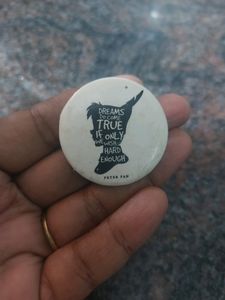 DREAMS
DO COME
TRUE
IF ONLY
WE WISH
HARD
ENOUGH
PETER PAN